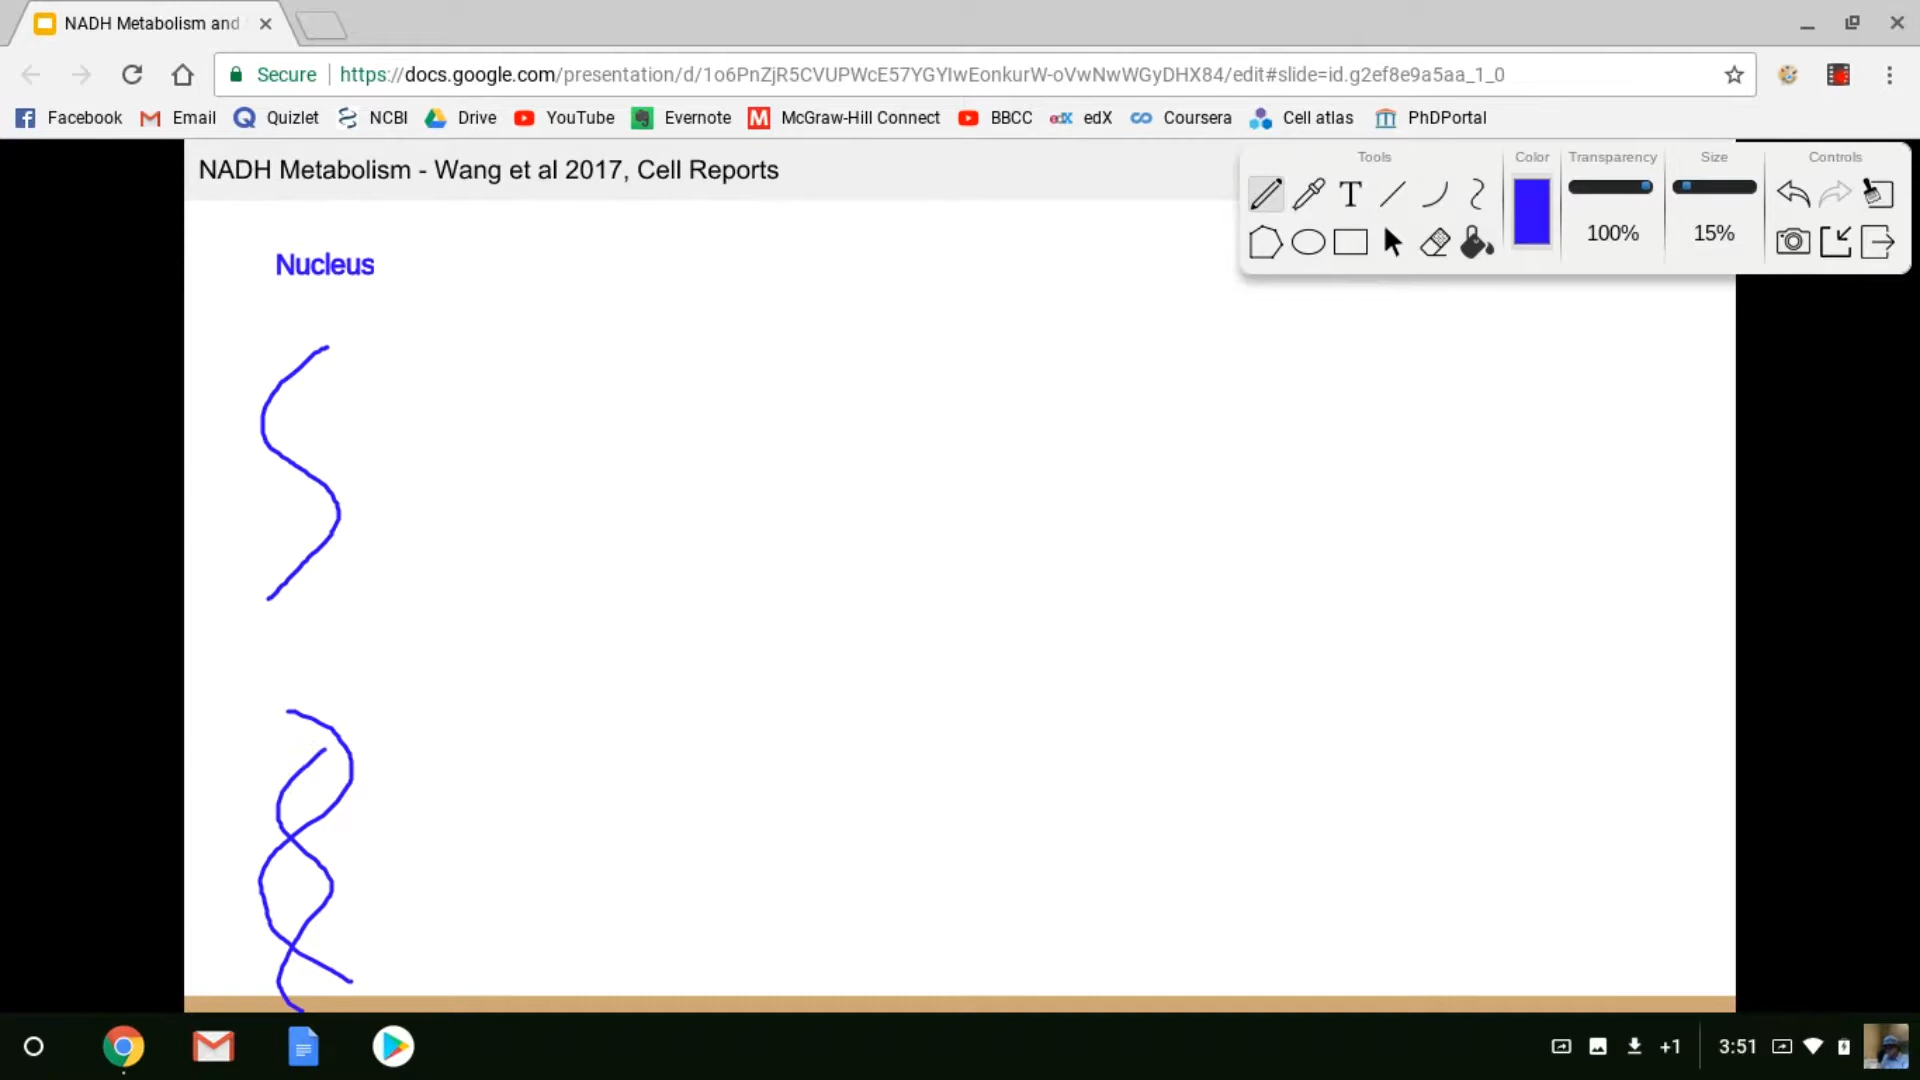 NADH Metabolism and
Secure https://docs.google.com/presentation/d/1o6PnZjR5CVUPWcE57YGYIwEonkurW-oVwNwWGyDHX84/edit#slide=id.g2ef8e9a5aa_1_0
Facebook Email Quizlet NCBI Drive YouTube Evernote McGraw-Hill Connect BBCC edX Coursera Cell atlas PhDPortal
NADH Metabolism - Wang et al 2017, Cell Reports
Tools Color Transparency Size Controls
100% 15%
Nucleus
+1 3:51